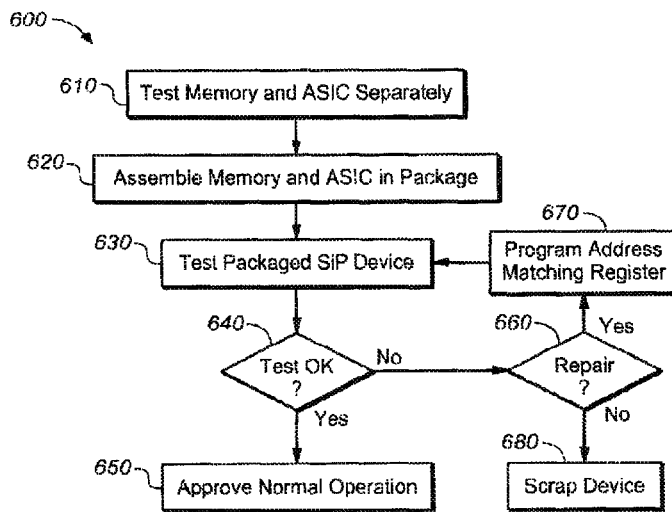 600
610
Test Memory and ASIC Separately
620
Assemble Memory and ASIC in Package
630
Test Packaged SiP Device
670
Program Address
Matching Register
640
Test OK
?
No
Yes
660
Repair
?
Yes
No
650
Approve Normal Operation
680
Scrap Device